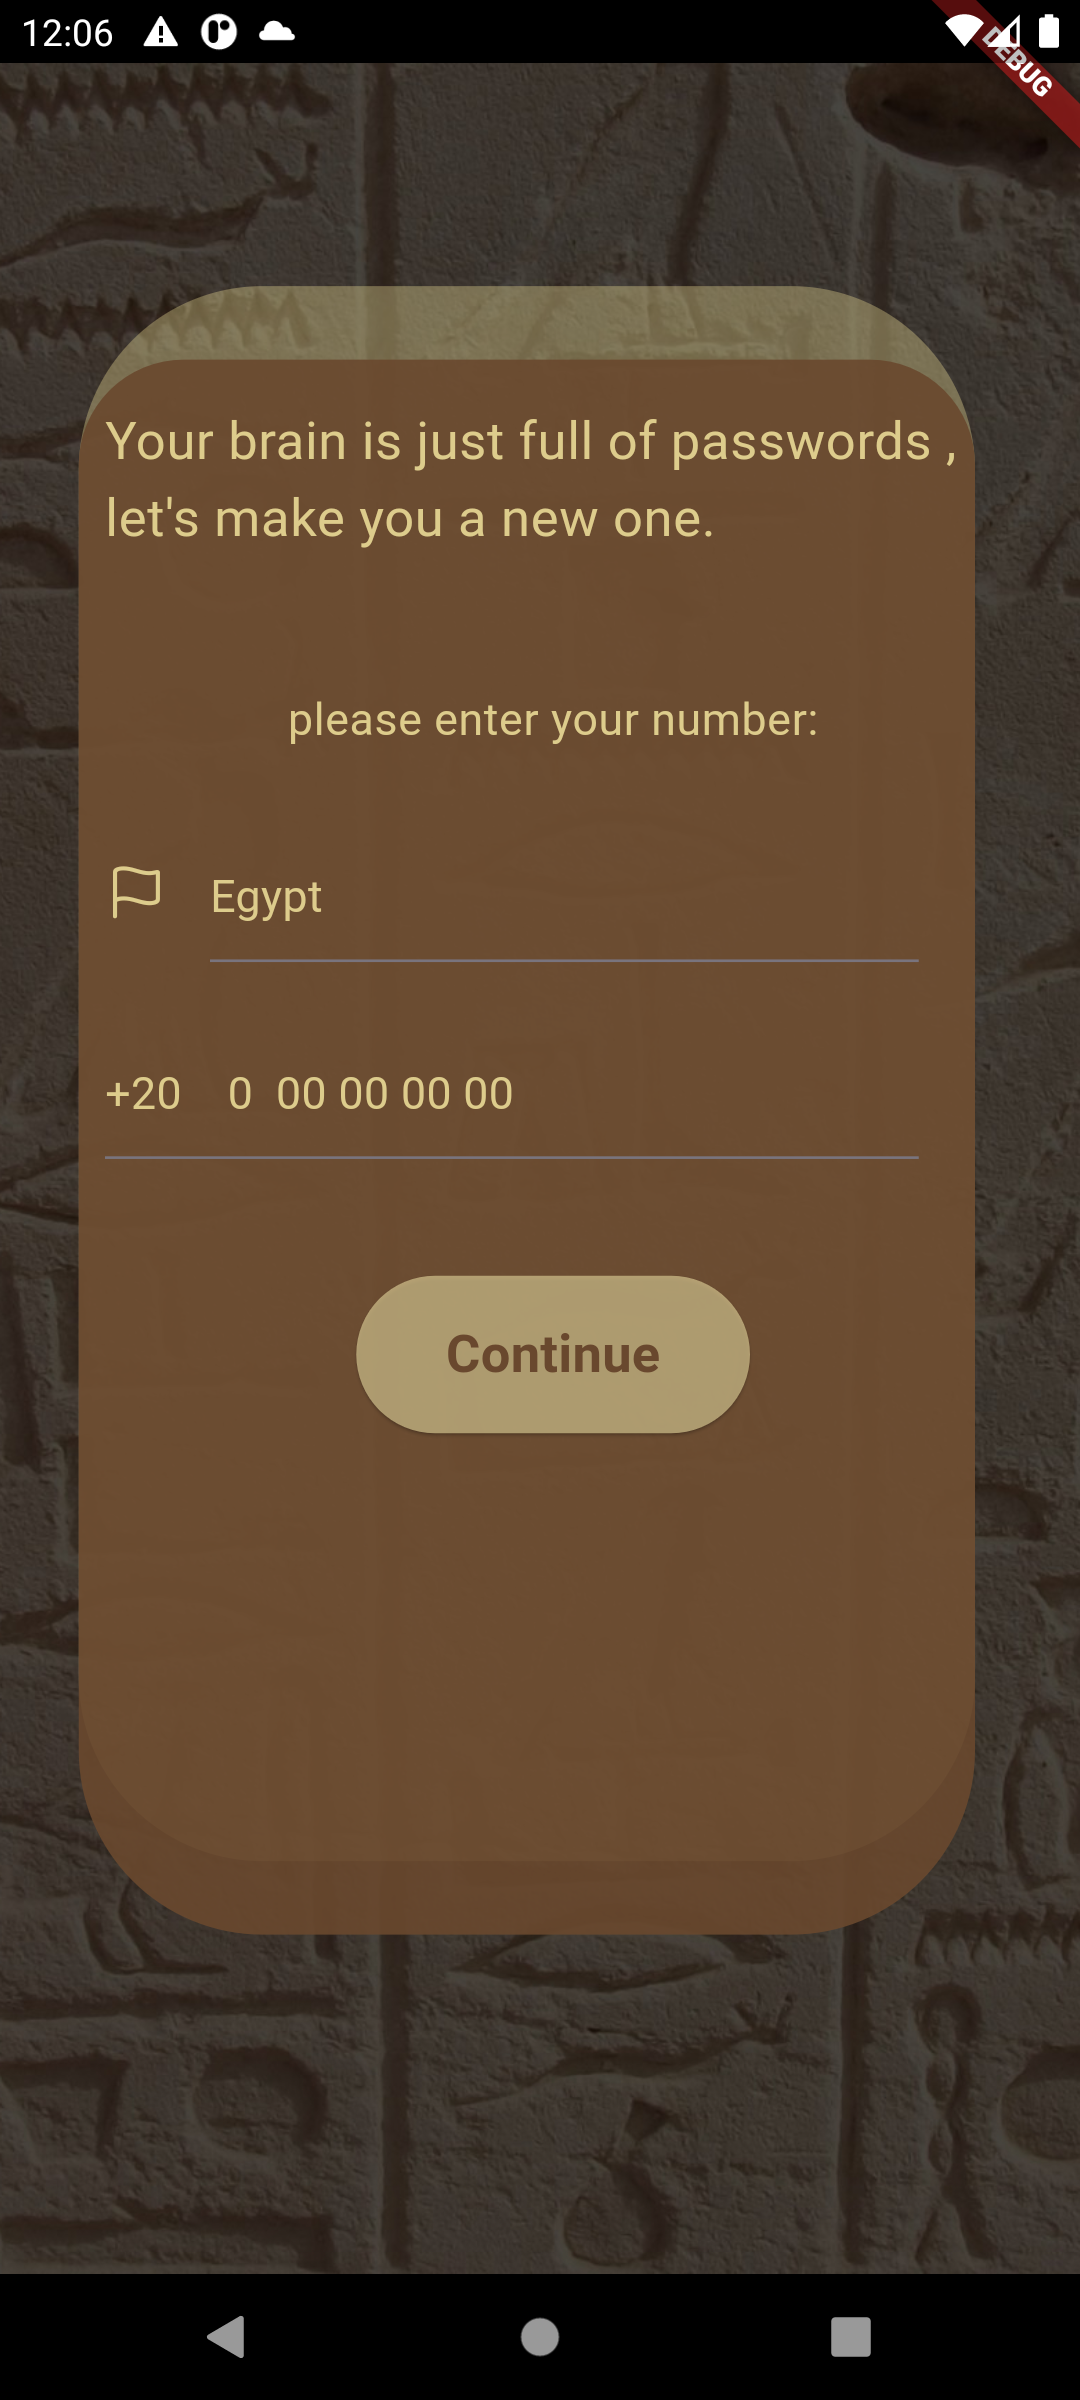 12:06
DEBUG
Your brain is just full of passwords ,
let's make you a new one.
please enter your number:
Egypt
+20 0 00 00 00 00
Continue